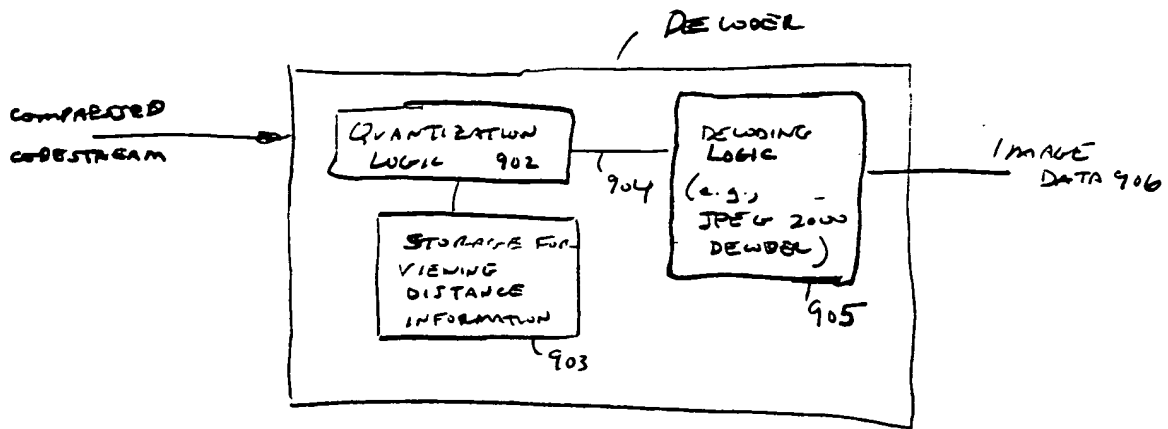 DECODER
COMPRESSED
CODESTREAM
QUANTIZATION
LOGIC 902
904
STORAGE FOR
VIEWING
DISTANCE
INFORMATION
903
DECODING
LOGIC
(e.g.,
JPEG 2000
DECODER)
905
IMAGE
DATA 906